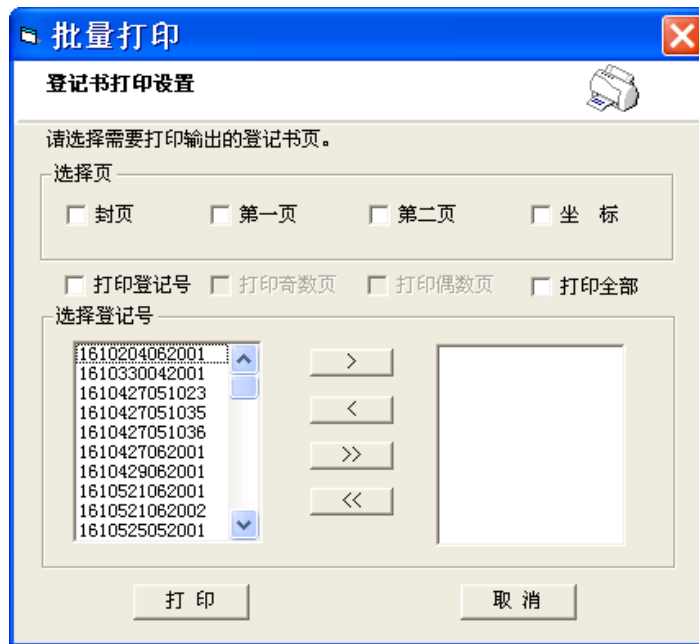 批量打印
登记书打印设置
请选择需要打印输出的登记书页。
选择页
封页 第一页 第二页 坐 标
打印登记号 打印奇数页 打印偶数页 打印全部
选择登记号
1610204062001
1610330042001
1610427051023
1610427051035
1610427051036
1610427062001
1610429062001
1610521062001
1610521062002
1610525052001
>
<
>>
<<
打 印 取 消